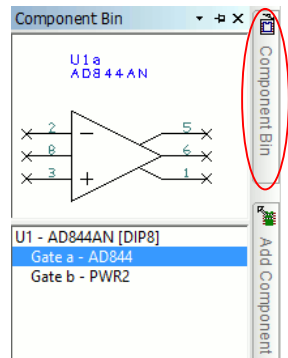 Component Bin
U1a
AD844AN
2 5
8 6
3 1
U1 - AD844AN [DIP8]
Gate a - AD844
Gate b - PWR2
Component Bin
Add Component